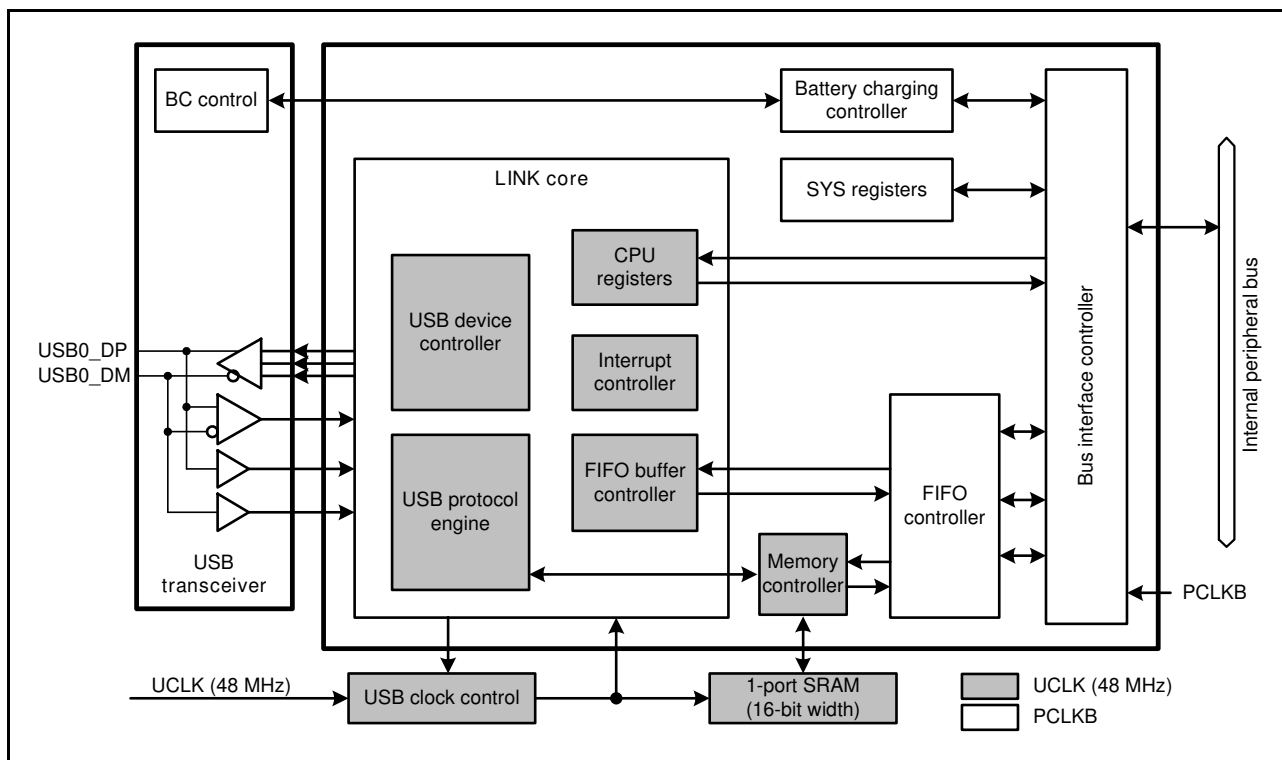 BC control
Battery charging
controller
LINK core
SYS registers
CPU
registers
USB device
controller
Interrupt
controller
USB0_DP
USB0_DM
FIFO buffer
controller
USB protocol
engine
FIFO
controller
Memory
controller
USB
transceiver
Bus interface controller
Internal peripheral bus
PCLKB
UCLK (48 MHz)
USB clock control
1-port SRAM
(16-bit width)
UCLK (48 MHz)
PCLKB